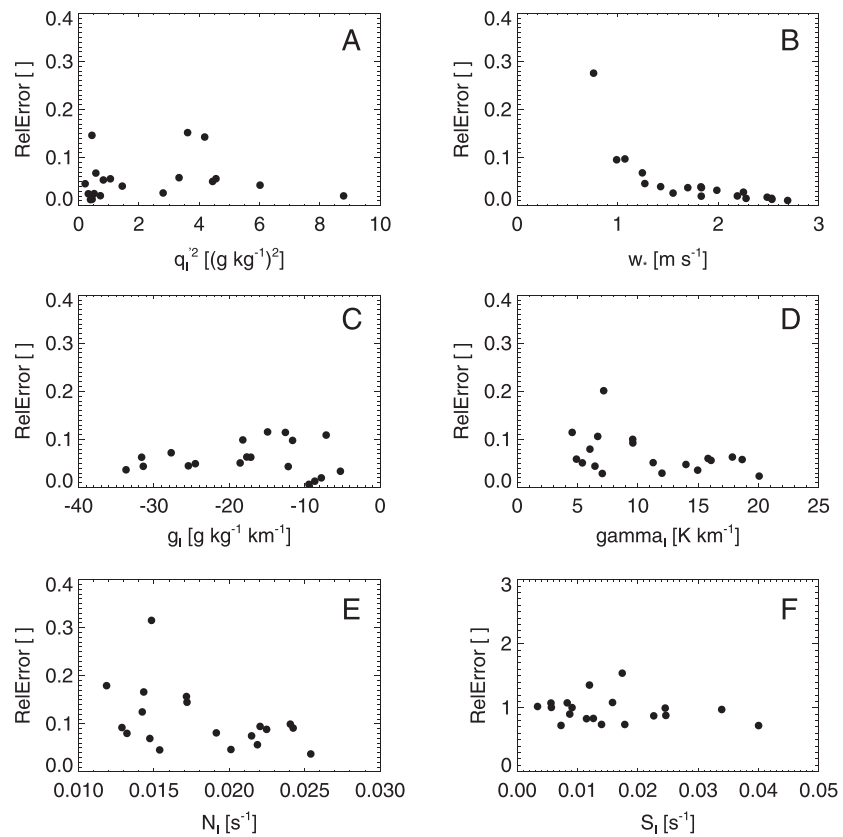 A
0.4
0.3
0.2
0.1
0.0
RelError [ ]
0 2 4 6 8 10
q_I'^2 [(g kg^-1)^2]
B
0.4
0.3
0.2
0.1
0.0
RelError [ ]
0 1 2 3
w_* [m s^-1]
C
0.4
0.3
0.2
0.1
0.0
RelError [ ]
-40 -30 -20 -10 0
g_I [g kg^-1 km^-1]
D
0.4
0.3
0.2
0.1
0.0
RelError [ ]
0 5 10 15 20 25
gamma_I [K km^-1]
E
0.4
0.3
0.2
0.1
0.0
RelError [ ]
0.010 0.015 0.020 0.025 0.030
N_I [s^-1]
F
3
2
1
0
RelError [ ]
0.00 0.01 0.02 0.03 0.04 0.05
S_I [s^-1]